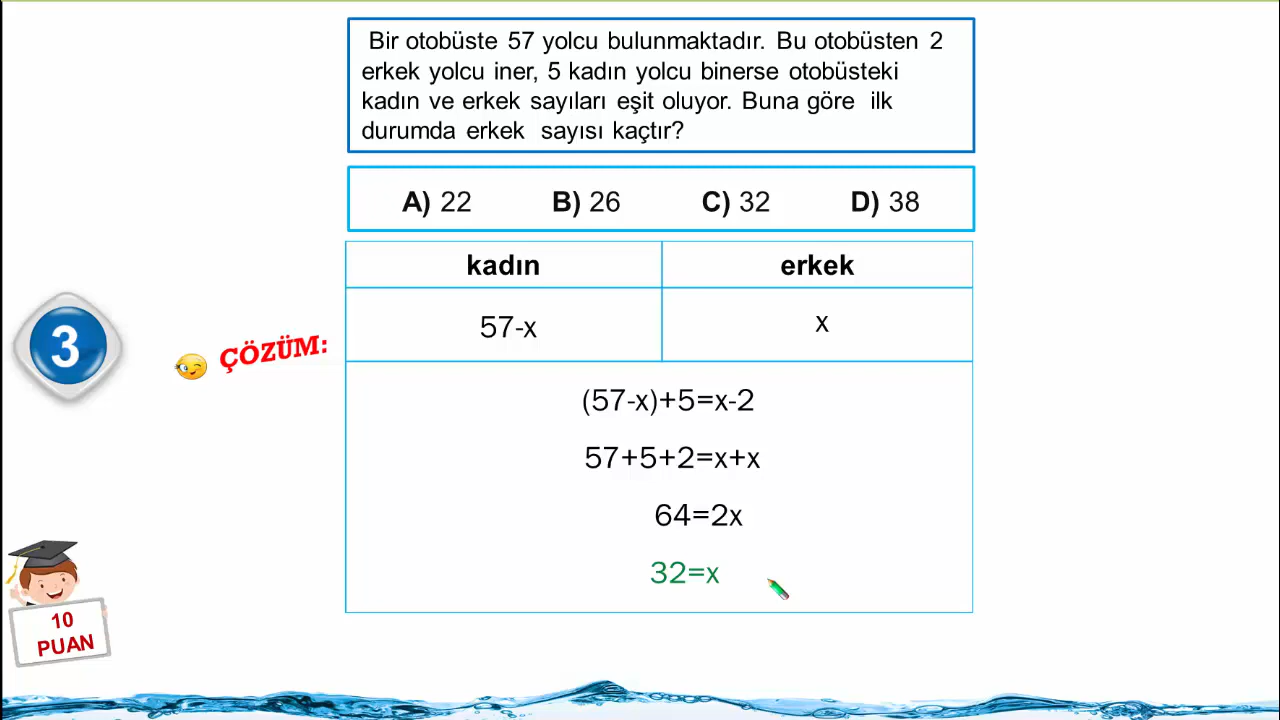 Bir otobüste 57 yolcu bulunmaktadır. Bu otobüsten 2
erkek yolcu iner, 5 kadın yolcu binerse otobüsteki
kadın ve erkek sayıları eşit oluyor. Buna göre ilk
durumda erkek sayısı kaçtır?
A) 22 B) 26 C) 32 D) 38
kadın erkek
57-x x
3
ÇÖZÜM:
(57-x)+5=x-2
57+5+2=x+x
64=2x
32=x
10
PUAN